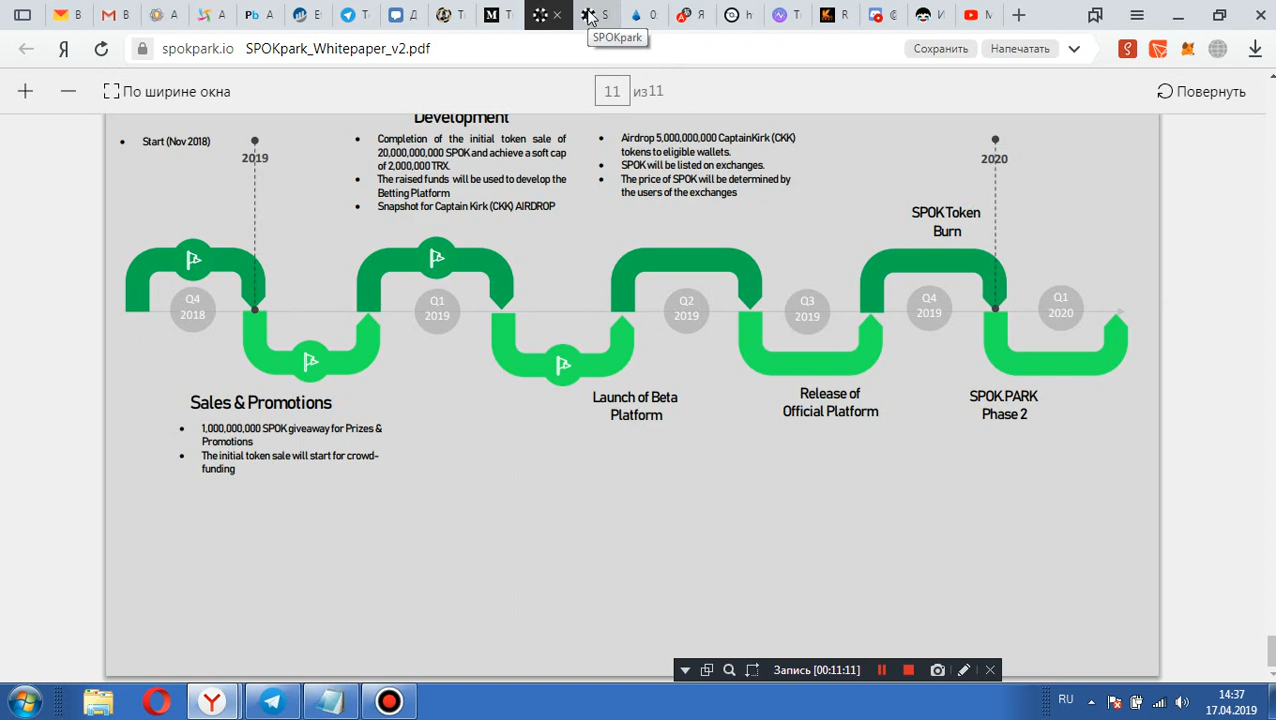 В
М
А
А
Pb
А
Е
Те
Д
Т
М
Т
S
0
Я
h
Т
R
@
И
М
Я
spokpark.io
SPOКpark_Whitepaper_v2.pdf
SPOKpark
Сохранить
Напечатать
По ширине окна
11 из 11
Повернуть
Development
Start (Nov 2018)
2019
Completion of the initial token sale of
20,000,000,000 SPOK and achieve a soft cap
of 2,000,000 TRX.
The raised funds will be used to develop the
Betting Platform
Snapshot for Captain Kirk (CKK) AIRDROP
Airdrop 5,000,000,000 CaptainKirk (CKK)
tokens to eligible wallets.
SPOK will be listed on exchanges.
The price of SPOK will be determined by
the users of the exchanges
2020
SPOK Token
Burn
Q4
2018
Q1
2019
Q2
2019
Q3
2019
Q4
2019
Q1
2020
Sales & Promotions
1,000,000,000 SPOK giveaway for Prizes &
Promotions
The initial token sale will start for crowd-
funding
Launch of Beta
Platform
Release of
Official Platform
SPOK.PARK
Phase 2
Запись [00:11:11]
RU
14:37
17.04.2019